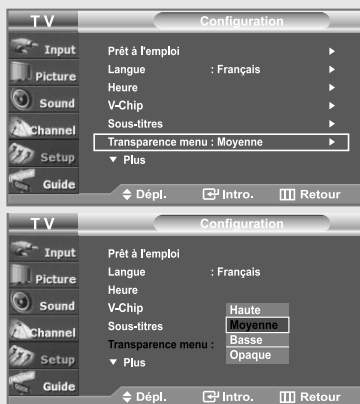 TV Configuration
Input
Picture
Sound
Channel
Setup
Guide
Prêt à l'emploi
Langue : Français
Heure
V-Chip
Sous-titres
Transparence menu : Moyenne
Plus
Dépl. Intro. Retour
TV Configuration
Input
Picture
Sound
Channel
Setup
Guide
Prêt à l'emploi
Langue : Français
Heure
V-Chip
Sous-titres
Transparence menu :
Haute
Moyenne
Basse
Opaque
Plus
Dépl. Intro. Retour